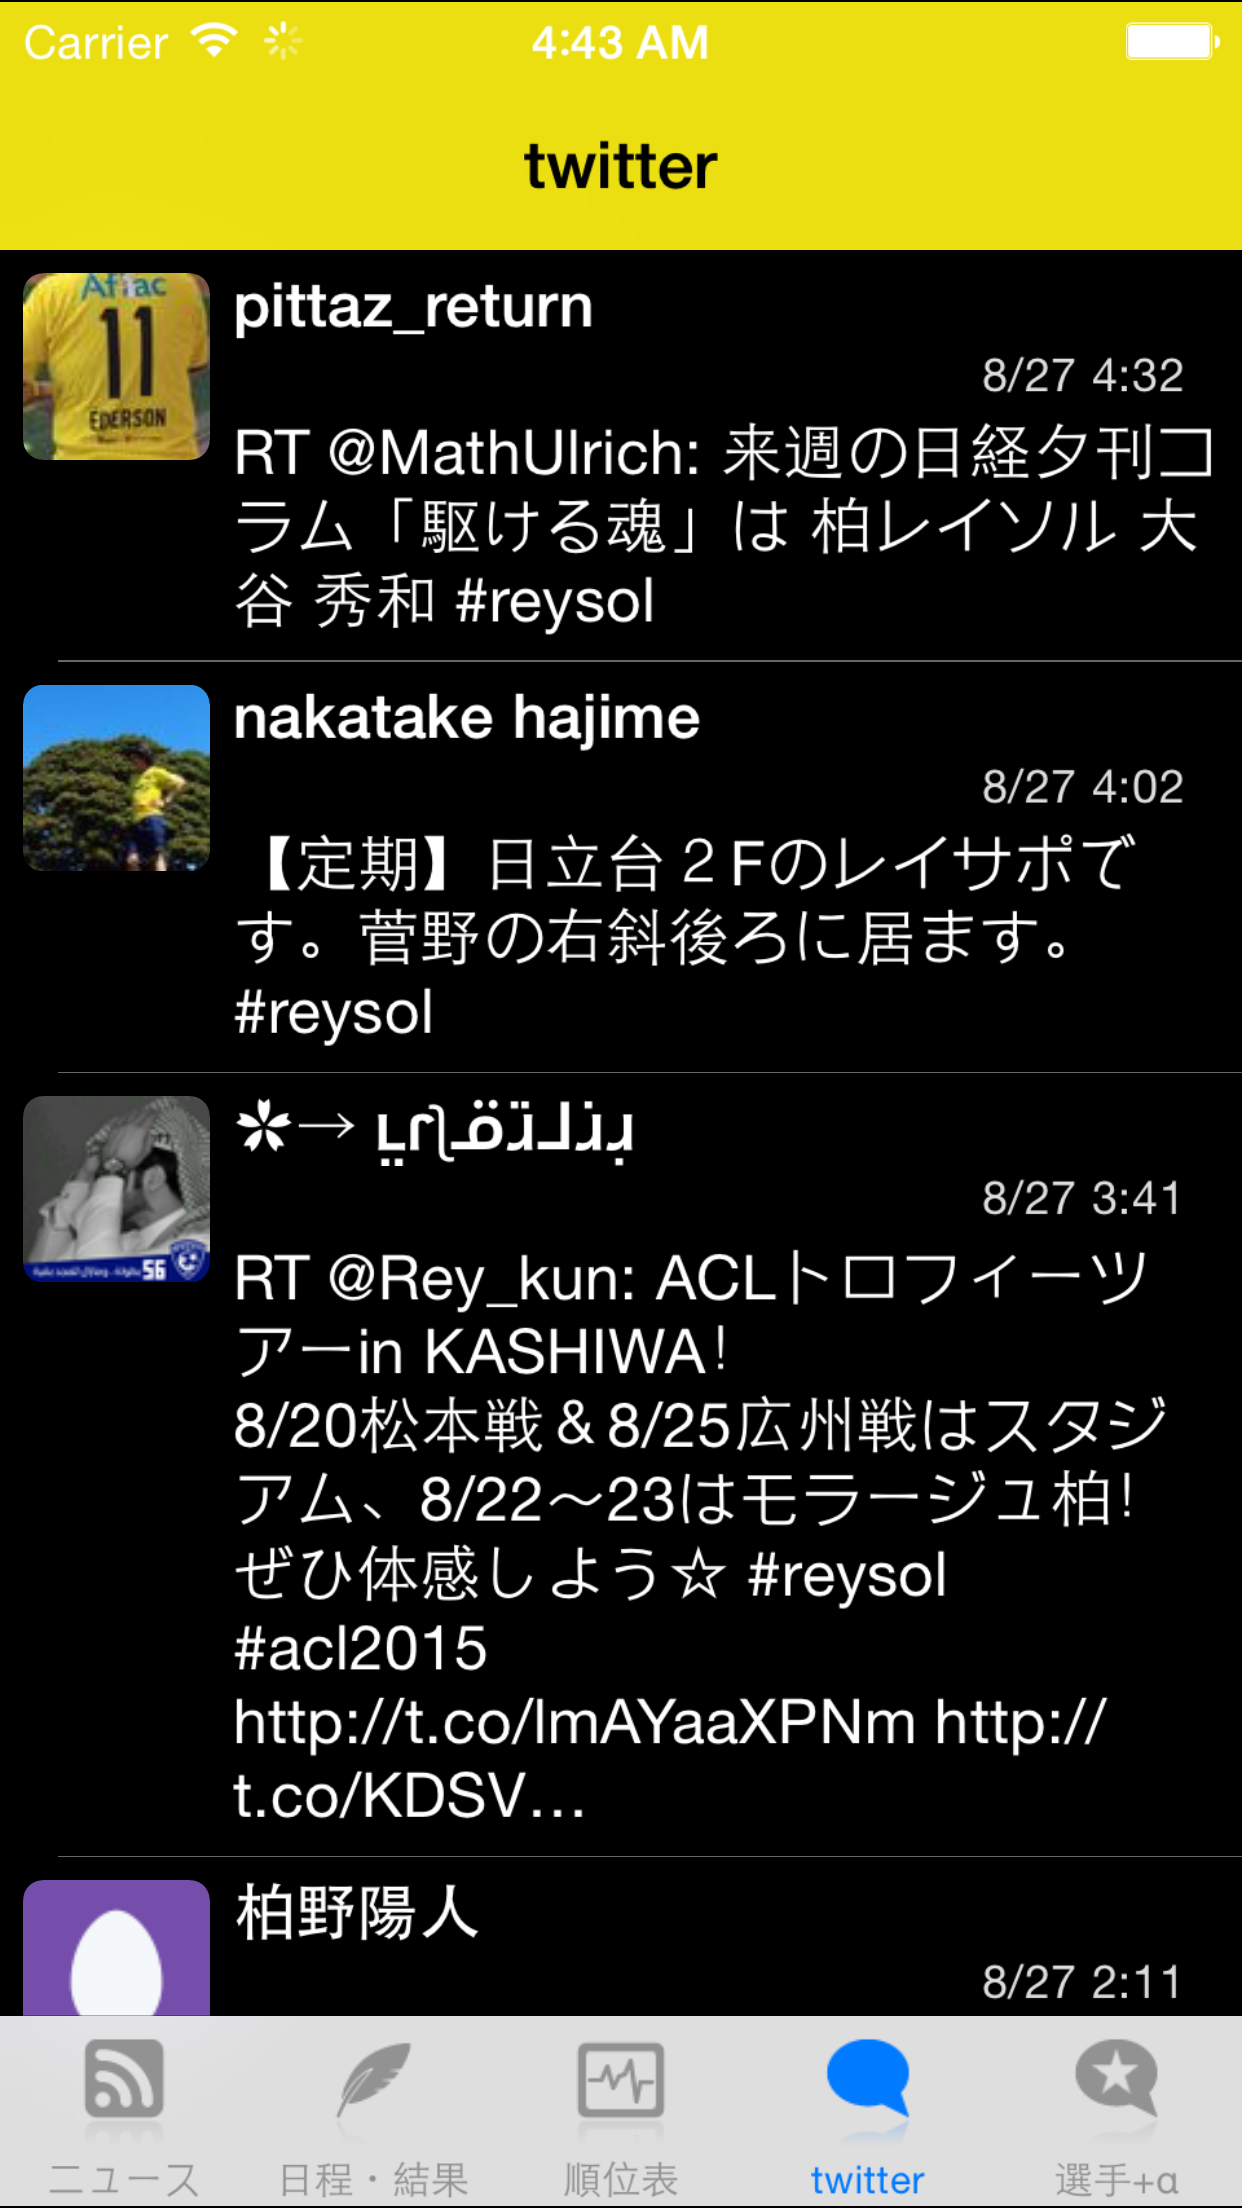 Carrier 4:43 AM
twitter
Aflac
11
EDERSON
pittaz_return
8/27 4:32
RT @MathUlrich: 来週の日経夕刊コ
ラム「駆ける魂」は 柏レイソル 大
谷 秀和 #reysol
nakatake hajime
8/27 4:02
【定期】日立台２Fのレイサポで
す。菅野の右斜後ろに居ます。
#reysol
8/27 3:41
56
RT @Rey_kun: ACLトロフィーツ
アーin KASHIWA！
8/20松本戦＆8/25広州戦はスタジ
アム、8/22〜23はモラージュ柏！
ぜひ体感しよう☆ #reysol
#acl2015
http://t.co/lmAYaaXPNm http://
t.co/KDSV…
柏野陽人
8/27 2:11
ニュース 日程・結果 順位表 twitter 選手+α